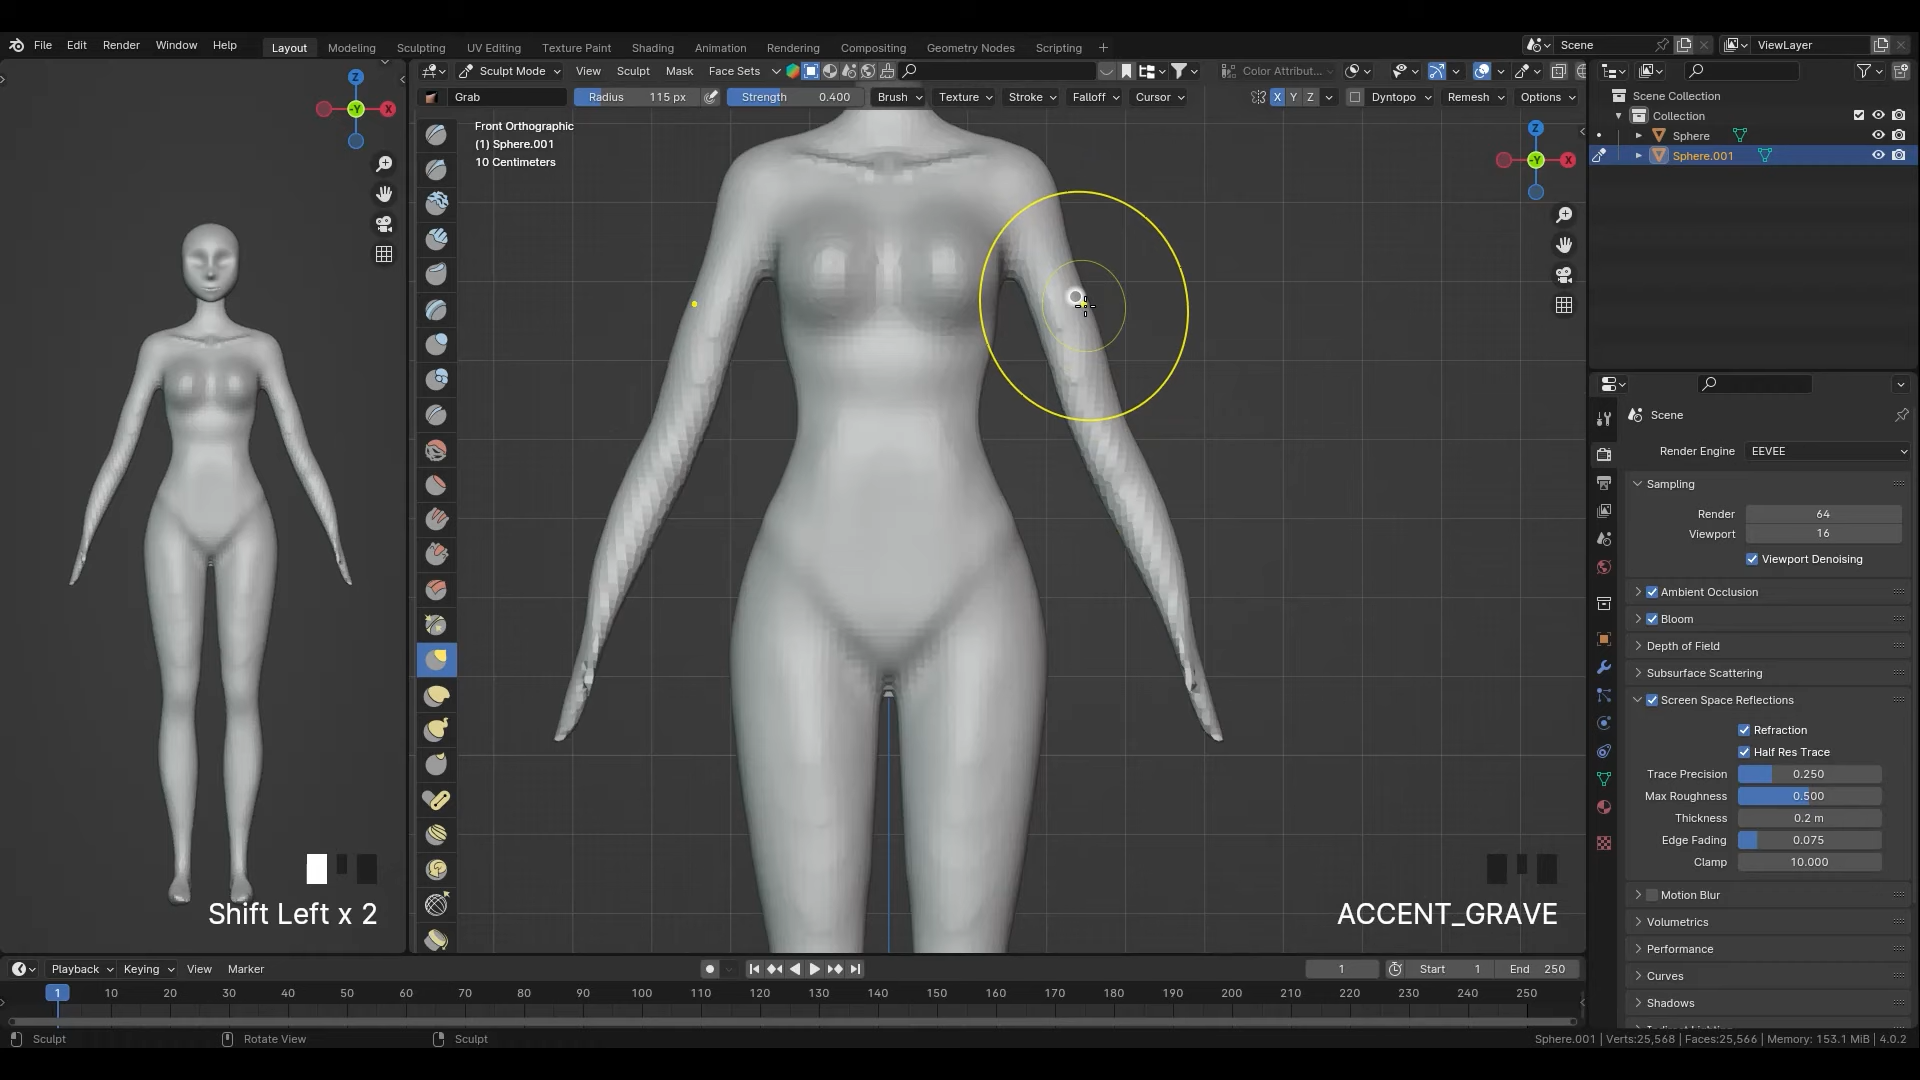 File Edit Render Window Help Layout Modeling Sculpting UV Editing Texture Paint Shading Animation Rendering Compositing Geometry Nodes Scripting + Scene ViewLayer
Sculpt Mode View Sculpt Mask Face Sets Color Attribut...
Grab Radius 115 px Strength 0.400 Brush Texture Stroke Falloff Cursor X Y Z Dyntopo Remesh Options
Scene Collection
Collection
Sphere
Sphere.001
Z
-Y
X
Front Orthographic
(1) Sphere.001
10 Centimeters
Z
-Y
X
Scene
Render Engine EEVEE
Sampling
Render 64
Viewport 16
Viewport Denoising
Ambient Occlusion
Bloom
Depth of Field
Subsurface Scattering
Screen Space Reflections
Refraction
Half Res Trace
Trace Precision 0.250
Max Roughness 0.500
Thickness 0.2 m
Edge Fading 0.075
Clamp 10.000
Motion Blur
Volumetrics
Performance
Curves
Shadows
Shift Left x 2
ACCENT_GRAVE
Playback Keying View Marker 1 Start 1 End 250
1 10 20 30 40 50 60 70 80 90 100 110 120 130 140 150 160 170 180 190 200 210 220 230 240 250
Sculpt Rotate View Sculpt Sphere.001 | Verts:25,568 | Faces:25,566 | Memory: 153.1 MiB | 4.0.2